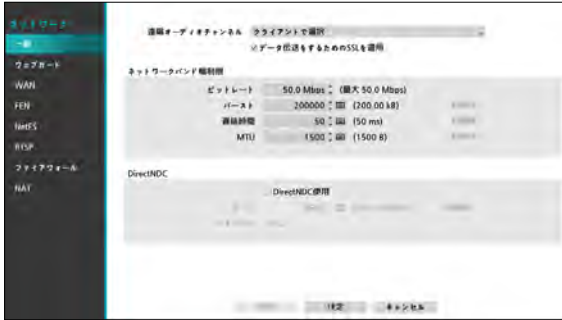 ネットワーク
一般
ウェブガード
WAN
FEN
NetFS
RTSP
ファイアウォール
NAT
遠隔オーディオチャンネル クライアントで選択
データ伝送をするためのSSLを適用
ネットワークバンド幅制限
ビットレート 50.0 Mbps (最大 50.0 Mbps)
バースト 200000 (200.00 kB)
遅延時間 50 (50 ms)
MTU 1500 (1500 B)
DirectNDC
DirectNDC使用
決定 キャンセル